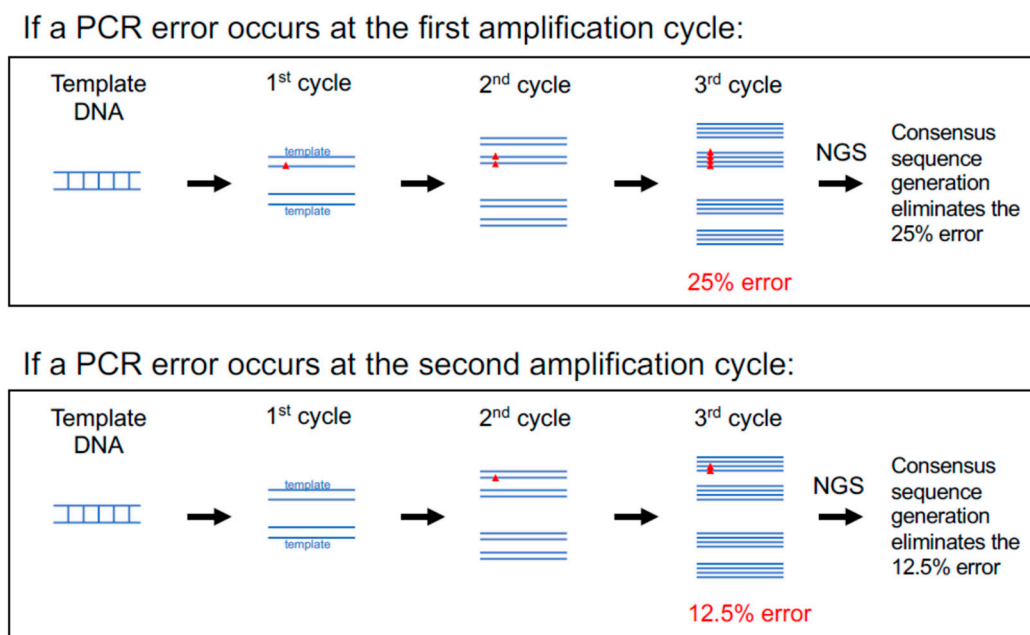 If a PCR error occurs at the first amplification cycle:
Template
DNA
1st cycle
template
template
2nd cycle
3rd cycle
25% error
NGS
Consensus
sequence
generation
eliminates the
25% error
If a PCR error occurs at the second amplification cycle:
Template
DNA
1st cycle
template
template
2nd cycle
3rd cycle
12.5% error
NGS
Consensus
sequence
generation
eliminates the
12.5% error